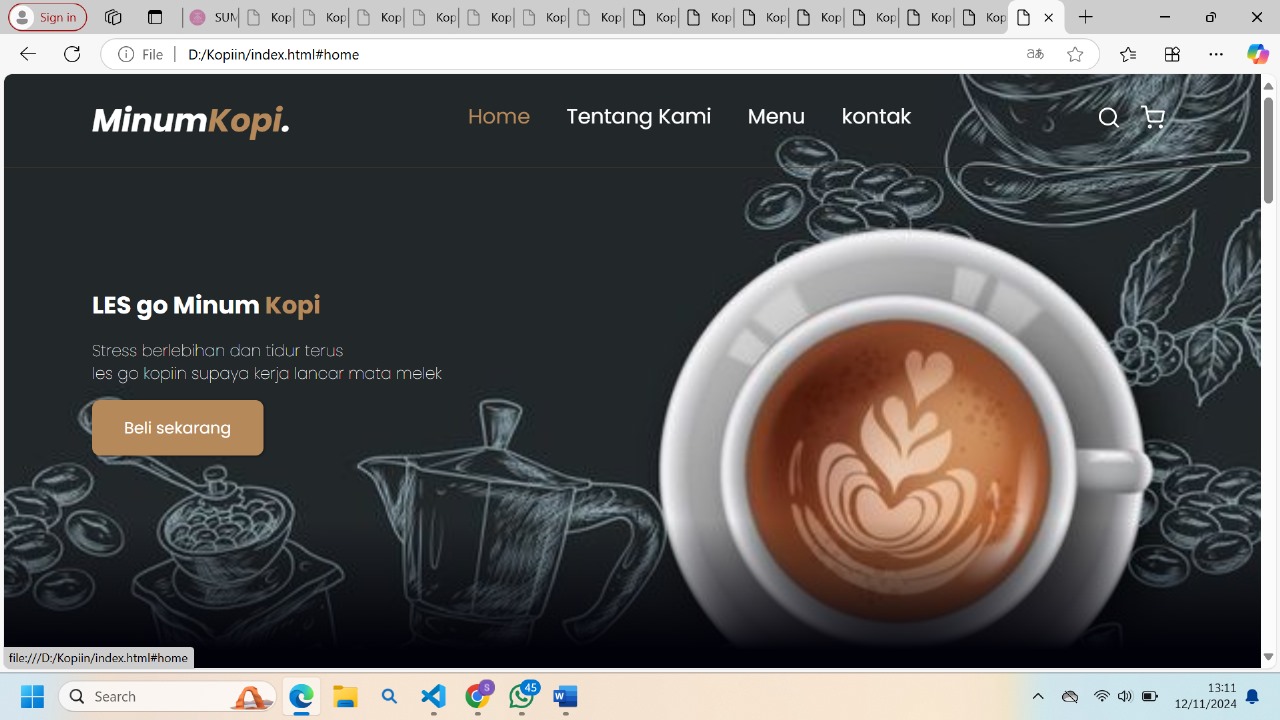 Sign in
SUM
Kop
Kop
Kop
Kop
Kop
Kop
Kop
Kop
Kop
Kop
Kop
Kop
Kop
Kop
File
D:/Kopiin/index.html#home
aあ
MinumKopi.
Home
Tentang Kami
Menu
kontak
LES go Minum Kopi
Stress berlebihan dan tidur terus
les go kopiin supaya kerja lancar mata melek
Beli sekarang
file:///D:/Kopiin/index.html#home
Search
S
45
W
13:11
12/11/2024